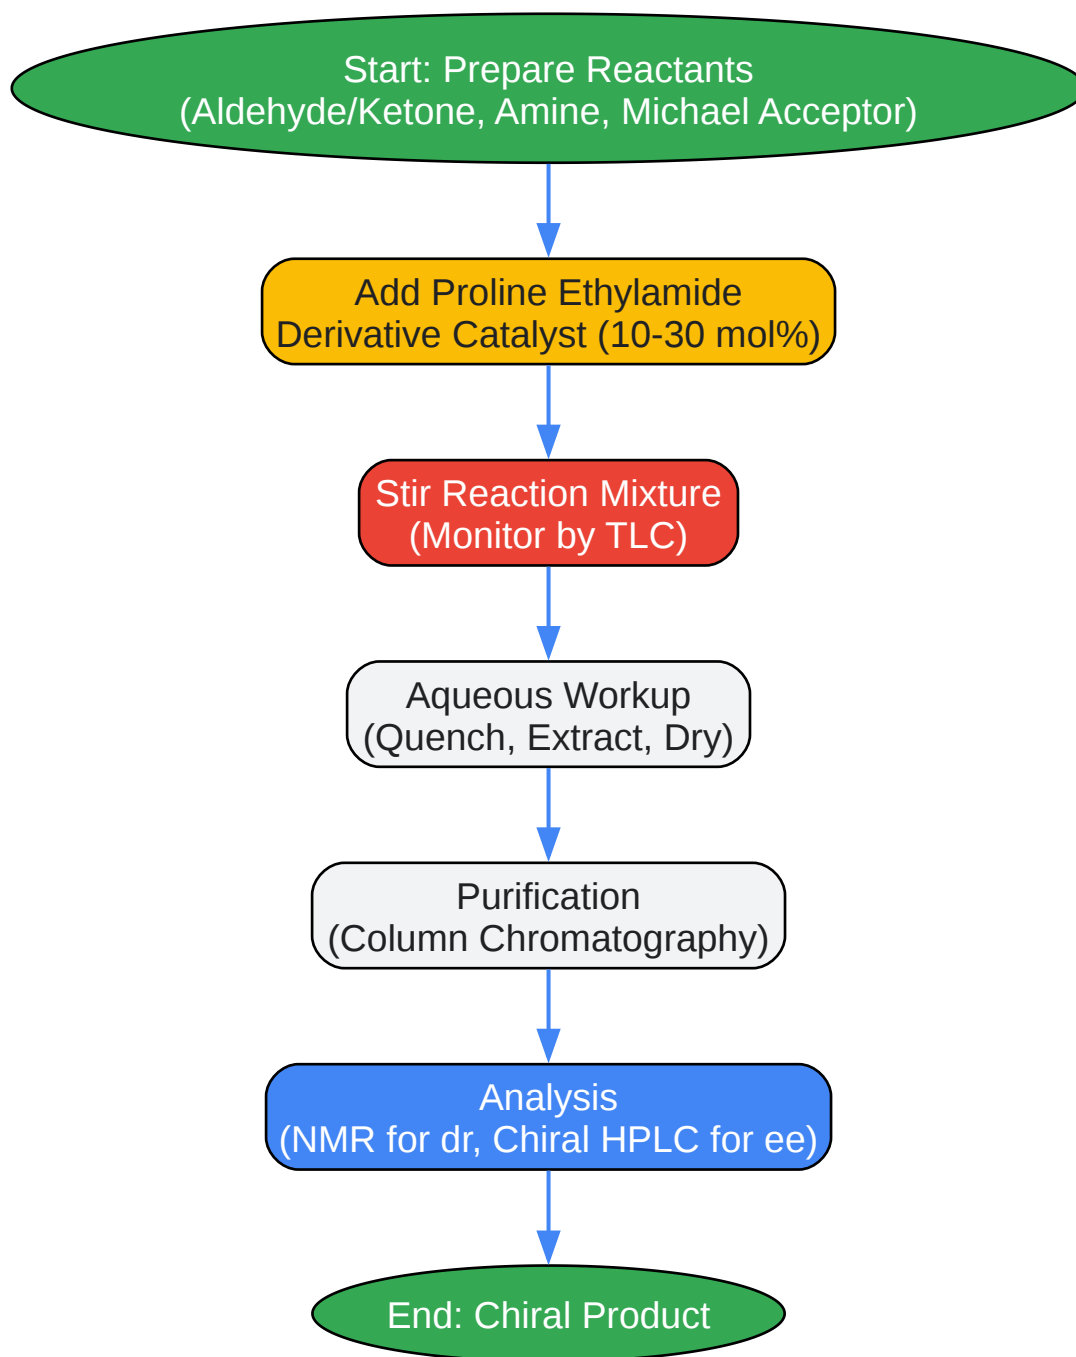 Start: Prepare Reactants
(Aldehyde/Ketone, Amine, Michael Acceptor)
Add Proline Ethylamide
Derivative Catalyst (10-30 mol%)
Stir Reaction Mixture
(Monitor by TLC)
Aqueous Workup
(Quench, Extract, Dry)
Purification
(Column Chromatography)
Analysis
(NMR for dr, Chiral HPLC for ee)
End: Chiral Product